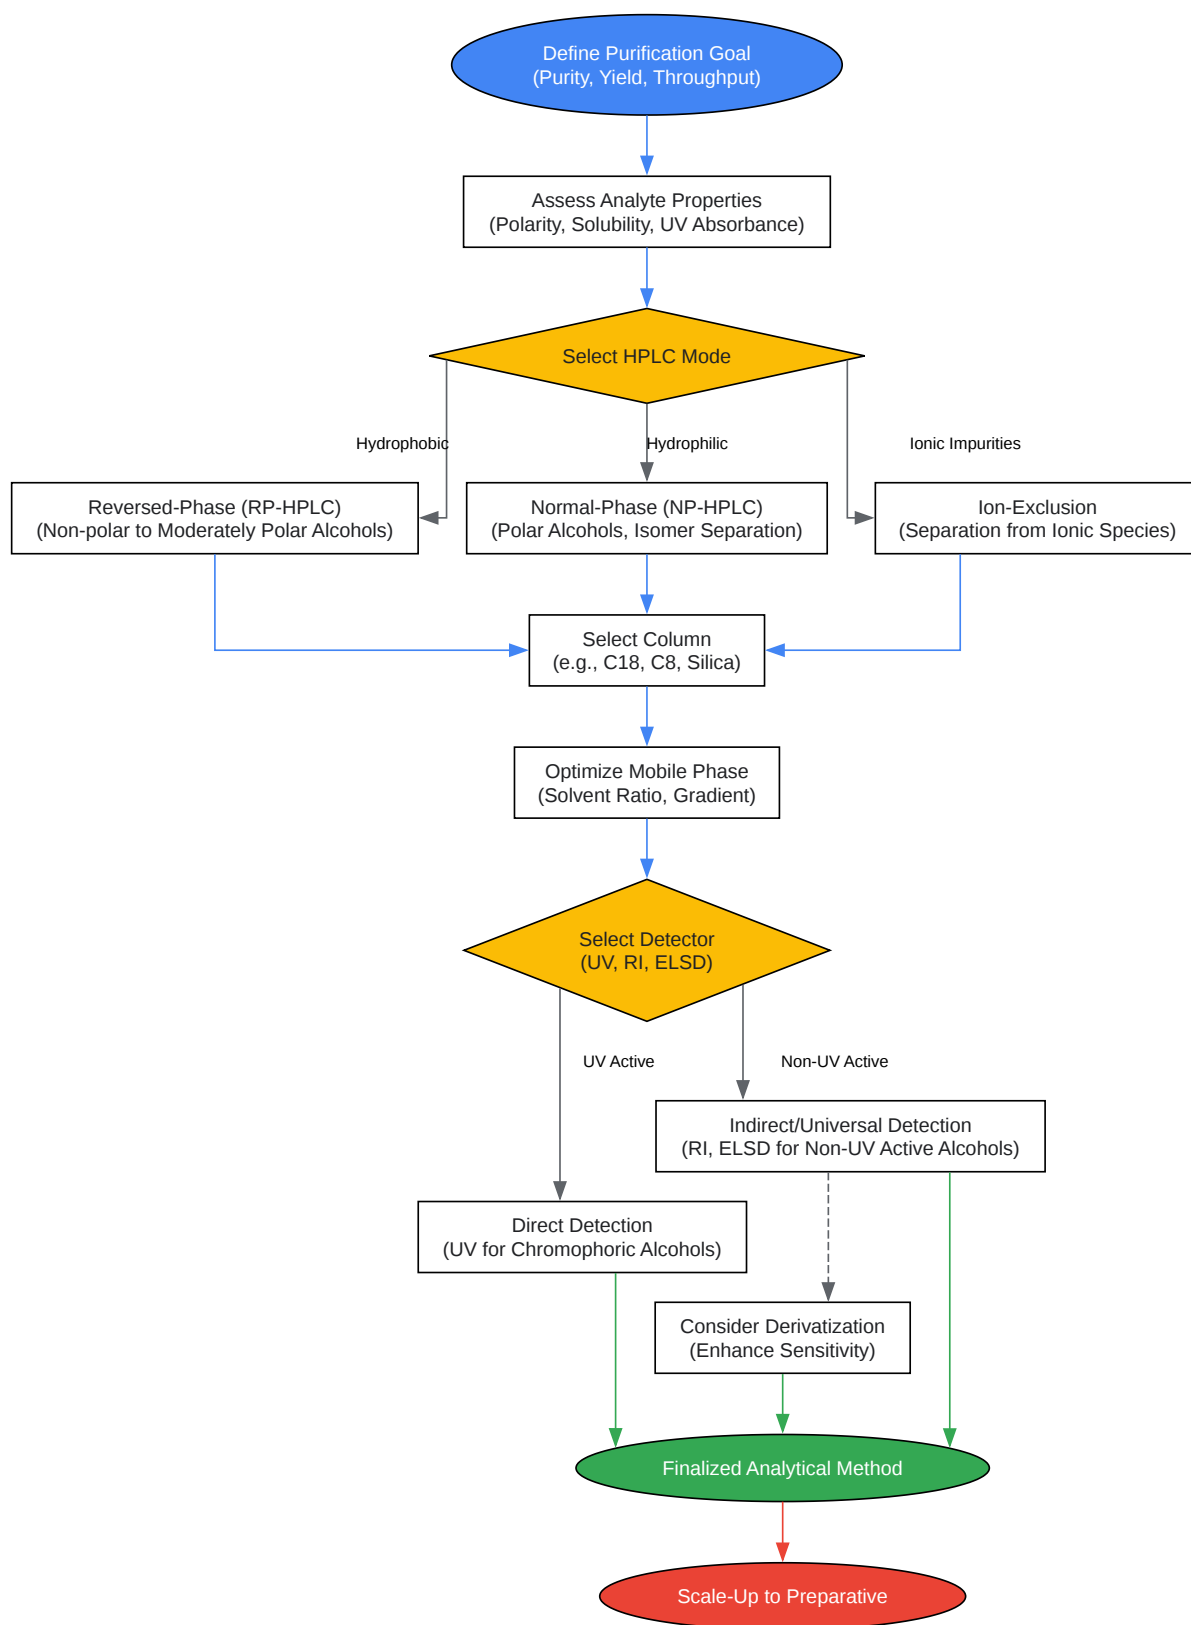 Define Purification Goal
(Purity, Yield, Throughput)
Assess Analyte Properties
(Polarity, Solubility, UV Absorbance)
Select HPLC Mode
Hydrophobic
Hydrophilic
Ionic Impurities
Reversed-Phase (RP-HPLC)
(Non-polar to Moderately Polar Alcohols)
Normal-Phase (NP-HPLC)
(Polar Alcohols, Isomer Separation)
Ion-Exclusion
(Separation from Ionic Species)
Select Column
(e.g., C18, C8, Silica)
Optimize Mobile Phase
(Solvent Ratio, Gradient)
Select Detector
(UV, RI, ELSD)
UV Active
Non-UV Active
Indirect/Universal Detection
(RI, ELSD for Non-UV Active Alcohols)
Direct Detection
(UV for Chromophoric Alcohols)
Consider Derivatization
(Enhance Sensitivity)
Finalized Analytical Method
Scale-Up to Preparative